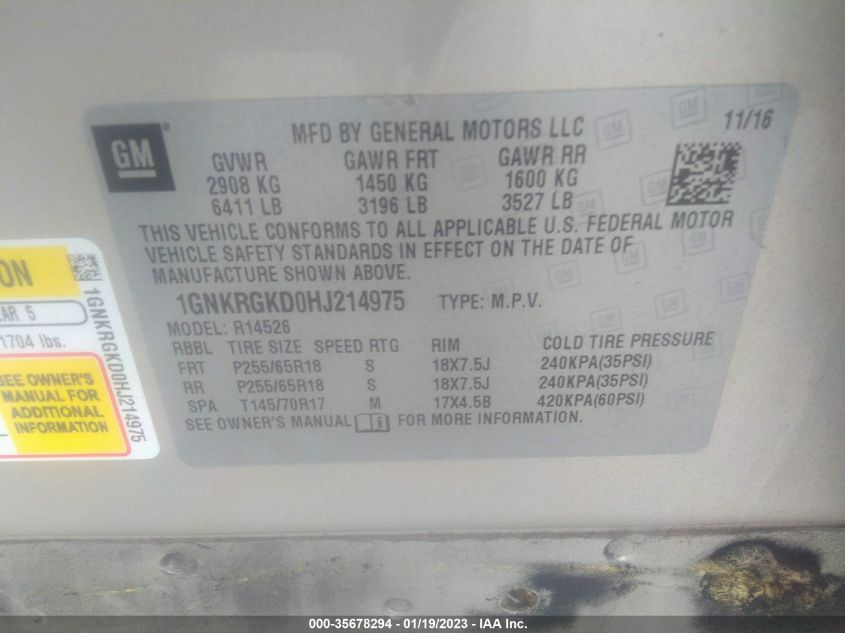 GM
MFD BY GENERAL MOTORS LLC
11/16
GVWR GAWR FRT GAWR RR
2908 KG 1450 KG 1600 KG
6411 LB 3196 LB 3527 LB
THIS VEHICLE CONFORMS TO ALL APPLICABLE U.S. FEDERAL MOTOR
VEHICLE SAFETY STANDARDS IN EFFECT ON THE DATE OF
MANUFACTURE SHOWN ABOVE.
1GNKRGKD0HJ214975 TYPE: M.P.V.
MODEL: R14526
RBBL TIRE SIZE SPEED RTG RIM COLD TIRE PRESSURE
FRT P255/65R18 S 18X7.5J 240KPA(35PSI)
RR P255/65R18 S 18X7.5J 240KPA(35PSI)
SPA T145/70R17 M 17X4.5B 420KPA(60PSI)
SEE OWNER'S MANUAL i FOR MORE INFORMATION.
ON
AR 5
1704 lbs.
SEE OWNER'S
MANUAL FOR
ADDITIONAL
INFORMATION
1GNKRGKD0HJ214975
000-35678294 - 01/19/2023 - IAA Inc.